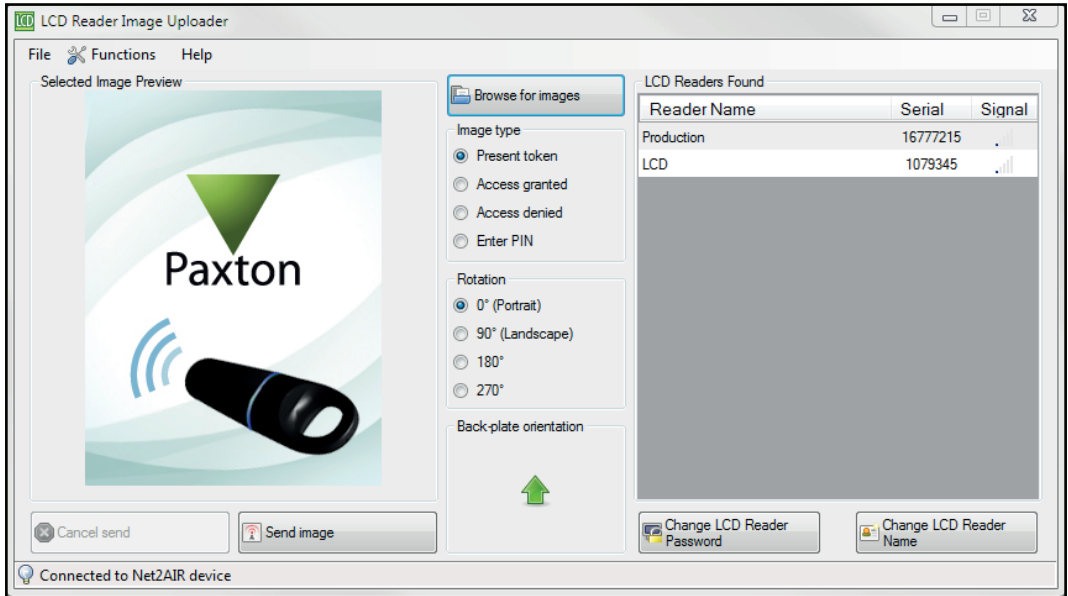 LCD LCD Reader Image Uploader
File Functions Help
Selected Image Preview
Paxton
Cancel send
Send image
Browse for images
Image type
Present token
Access granted
Access denied
Enter PIN
Rotation
0° (Portrait)
90° (Landscape)
180°
270°
Back-plate orientation
LCD Readers Found
Reader Name Serial Signal
Production 16777215
LCD 1079345
Change LCD Reader
Password
Change LCD Reader
Name
Connected to Net2AIR device